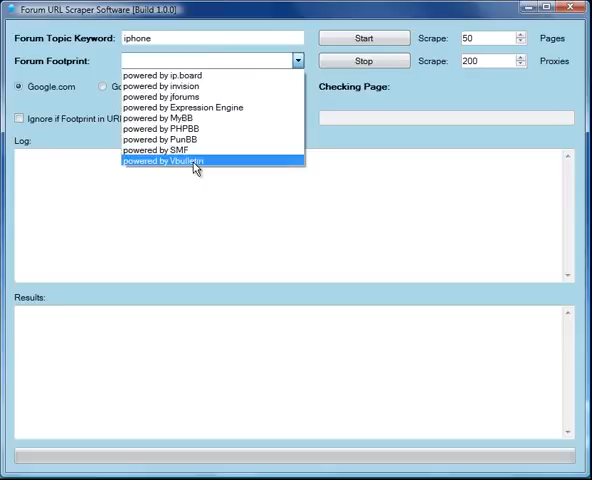 Forum URL Scraper Software [Build 1.0.0]
Forum Topic Keyword: iphone Start Scrape: 50 Pages
Forum Footprint: Stop Scrape: 200 Proxies
powered by ip.board
powered by invision
Google.com Checking Page:
powered by jforums
powered by Expression Engine
powered by MyBB
Ignore if Footprint in URL
powered by PHPBB
powered by PunBB
Log:
powered by SMF
powered by Vbulletin
Results: